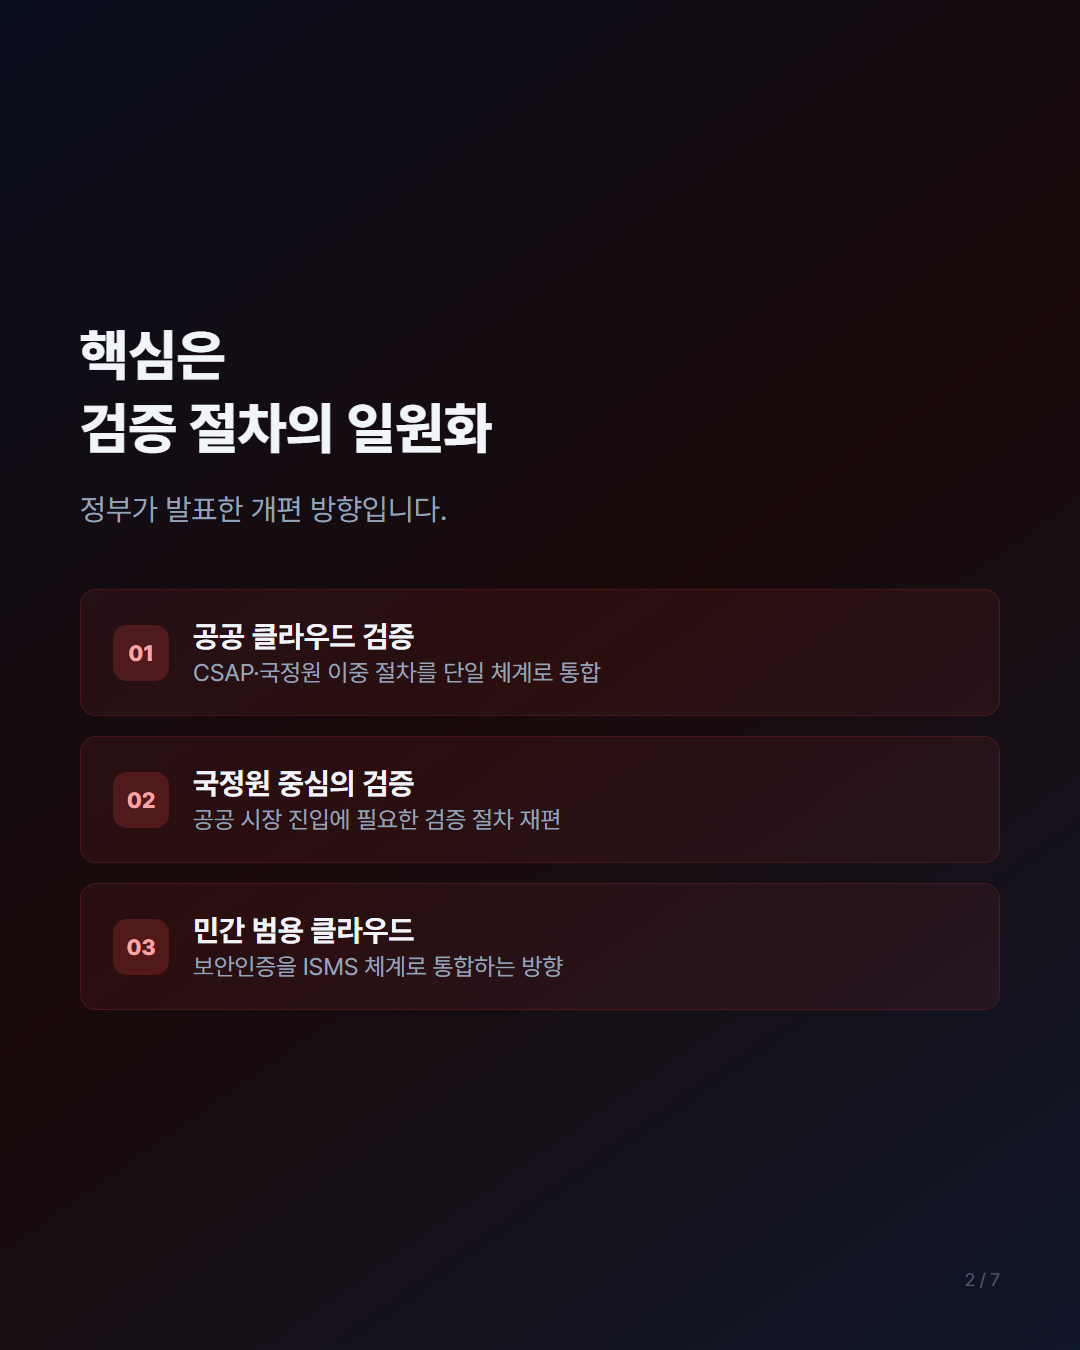 핵심은
검증 절차의 일원화
정부가 발표한 개편 방향입니다.
01
공공 클라우드 검증
CSAP·국정원 이중 절차를 단일 체계로 통합
02
국정원 중심의 검증
공공 시장 진입에 필요한 검증 절차 재편
03
민간 범용 클라우드
보안인증을 ISMS 체계로 통합하는 방향
2 / 7